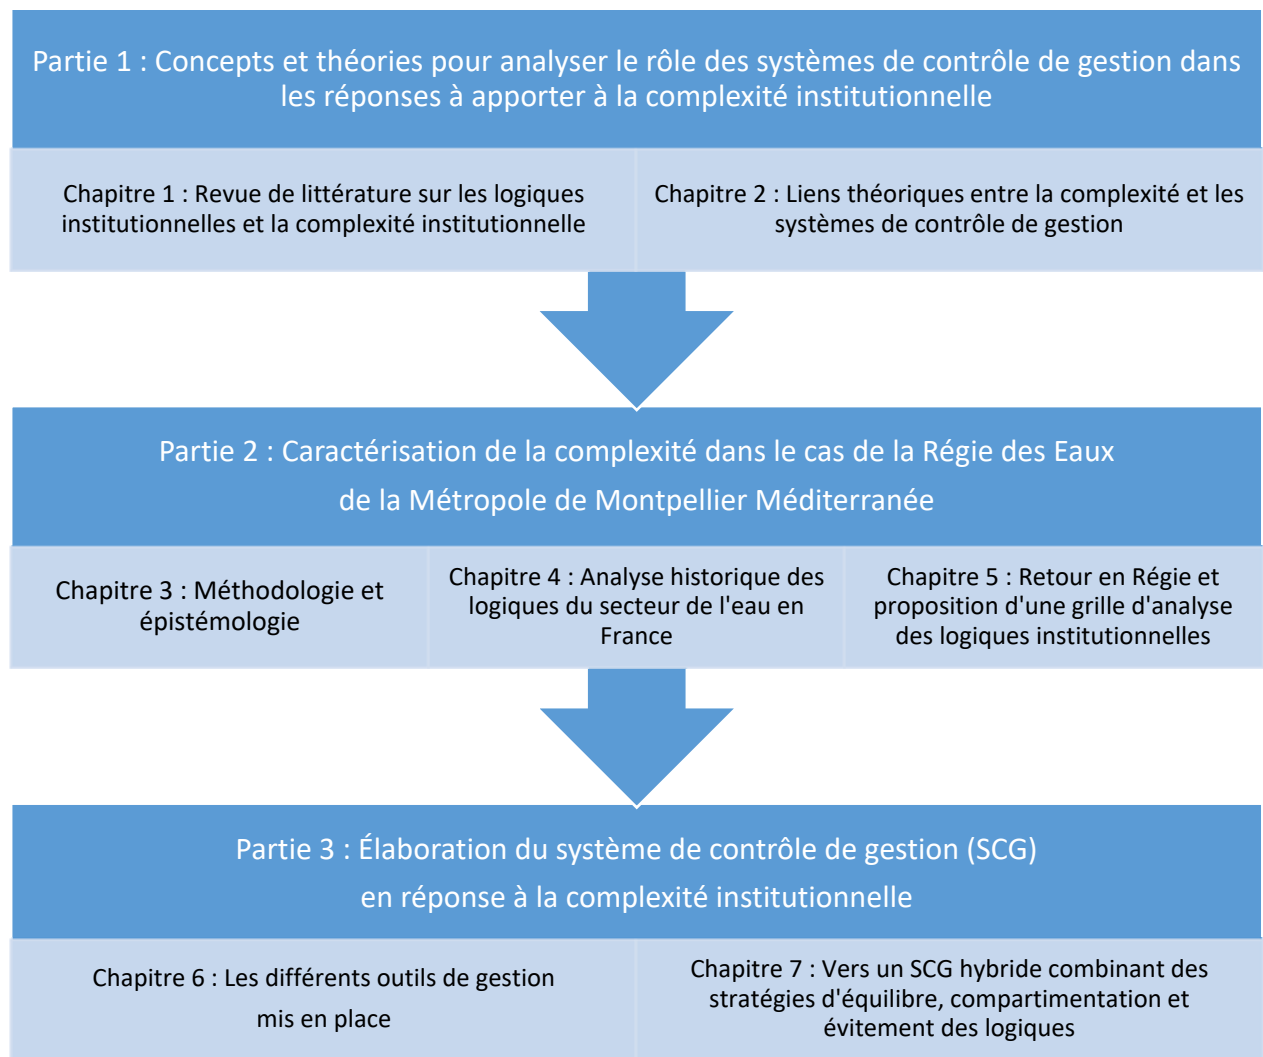 Partie 1 : Concepts et théories pour analyser le rôle des systèmes de contrôle de gestion dans
les réponses à apporter à la complexité institutionnelle
Chapitre 1 : Revue de littérature sur les logiques
institutionnelles et la complexité institutionnelle
Chapitre 2 : Liens théoriques entre la complexité et les
systèmes de contrôle de gestion
Partie 2 : Caractérisation de la complexité dans le cas de la Régie des Eaux
de la Métropole de Montpellier Méditerranée
Chapitre 3 : Méthodologie et
épistémologie
Chapitre 4 : Analyse historique des
logiques du secteur de l'eau en
France
Chapitre 5 : Retour en Régie et
proposition d'une grille d'analyse
des logiques institutionnelles
Partie 3 : Élaboration du système de contrôle de gestion (SCG)
en réponse à la complexité institutionnelle
Chapitre 6 : Les différents outils de gestion
mis en place
Chapitre 7 : Vers un SCG hybride combinant des
stratégies d'équilibre, compartimentation et
évitement des logiques